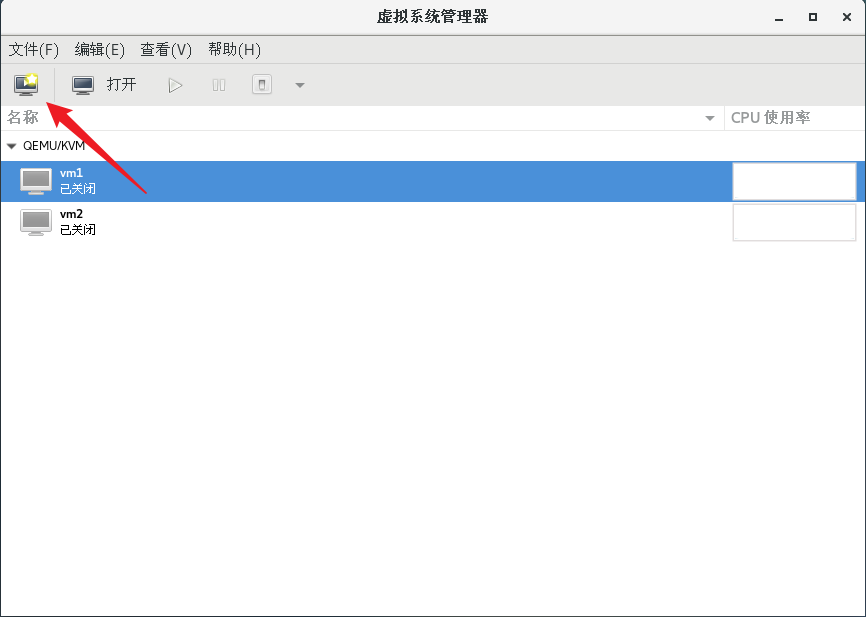 虚拟系统管理器
文件(F) 编辑(E) 查看(V) 帮助(H)
打开
名称 CPU 使用率
QEMU/KVM
vm1
已关闭
vm2
已关闭